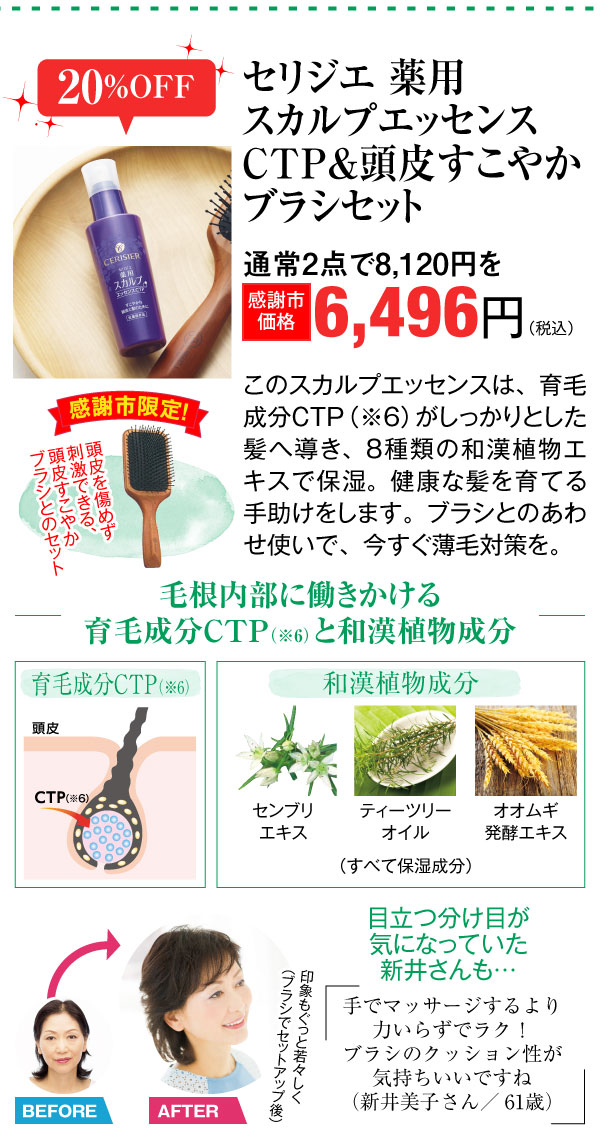 20%OFF
セリジエ 薬用
スカルプエッセンス
CTP&頭皮すこやか
ブラシセット
CERISIER
薬用
スカルプ
エッセンスCTP
通常2点で8,120円を
感謝市
価格
6,496円(税込)
感謝市限定!
頭皮を傷めず
刺激できる、
頭皮すこやか
ブラシとのセット
このスカルプエッセンスは、育毛
成分CTP(※6)がしっかりとした
髪へ導き、8種類の和漢植物エ
キスで保湿。健康な髪を育てる
手助けをします。ブラシとのあわ
せ使いで、今すぐ薄毛対策を。
毛根内部に働きかける
育毛成分CTP(※6)と和漢植物成分
育毛成分CTP(※6)
頭皮
CTP(※6)
和漢植物成分
センブリ
エキス
ティーツリー
オイル
オオムギ
発酵エキス
(すべて保湿成分)
BEFORE
AFTER
印象もぐっと若々しく
(ブラシでセットアップ後)
目立つ分け目が
気になっていた
新井さんも…
手でマッサージするより
力いらずでラク!
ブラシのクッション性が
気持ちいいですね
(新井美子さん/61歳)